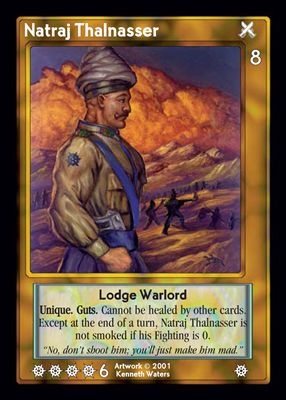 Natraj Thalnasser
8
Lodge Warlord
Unique. Guts. Cannot be healed by other cards.
Except at the end of a turn, Natraj Thalnasser is
not smoked if his Fighting is 0.
"No, don't shoot him; you'll just make him mad."
6
Artwork © 2001
Kenneth Waters